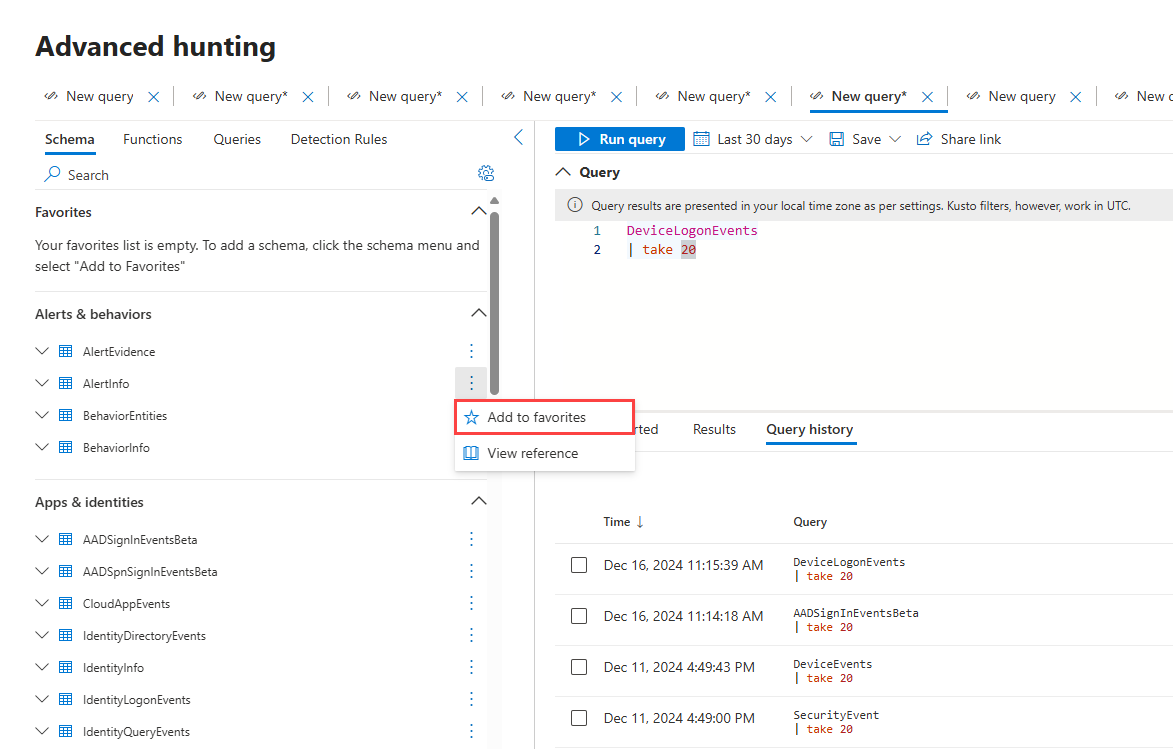 Advanced hunting
New query
New query*
New query*
New query*
New query*
New query*
New query
New
Schema
Functions
Queries
Detection Rules
Search
Favorites
Your favorites list is empty. To add a schema, click the schema menu and
select "Add to Favorites"
Alerts & behaviors
AlertEvidence
AlertInfo
BehaviorEntities
BehaviorInfo
Add to favorites
View reference
Apps & identities
AADSignInEventsBeta
AADSpnSignInEventsBeta
CloudAppEvents
IdentityDirectoryEvents
IdentityInfo
IdentityLogonEvents
IdentityQueryEvents
Run query
Last 30 days
Save
Share link
Query
Query results are presented in your local time zone as per settings. Kusto filters, however, work in UTC.
1 DeviceLogonEvents
2 | take 20
rted
Results
Query history
Time ↓
Query
Dec 16, 2024 11:15:39 AM
DeviceLogonEvents
| take 20
Dec 16, 2024 11:14:18 AM
AADSignInEventsBeta
| take 20
Dec 11, 2024 4:49:43 PM
DeviceEvents
| take 20
Dec 11, 2024 4:49:00 PM
SecurityEvent
| take 20